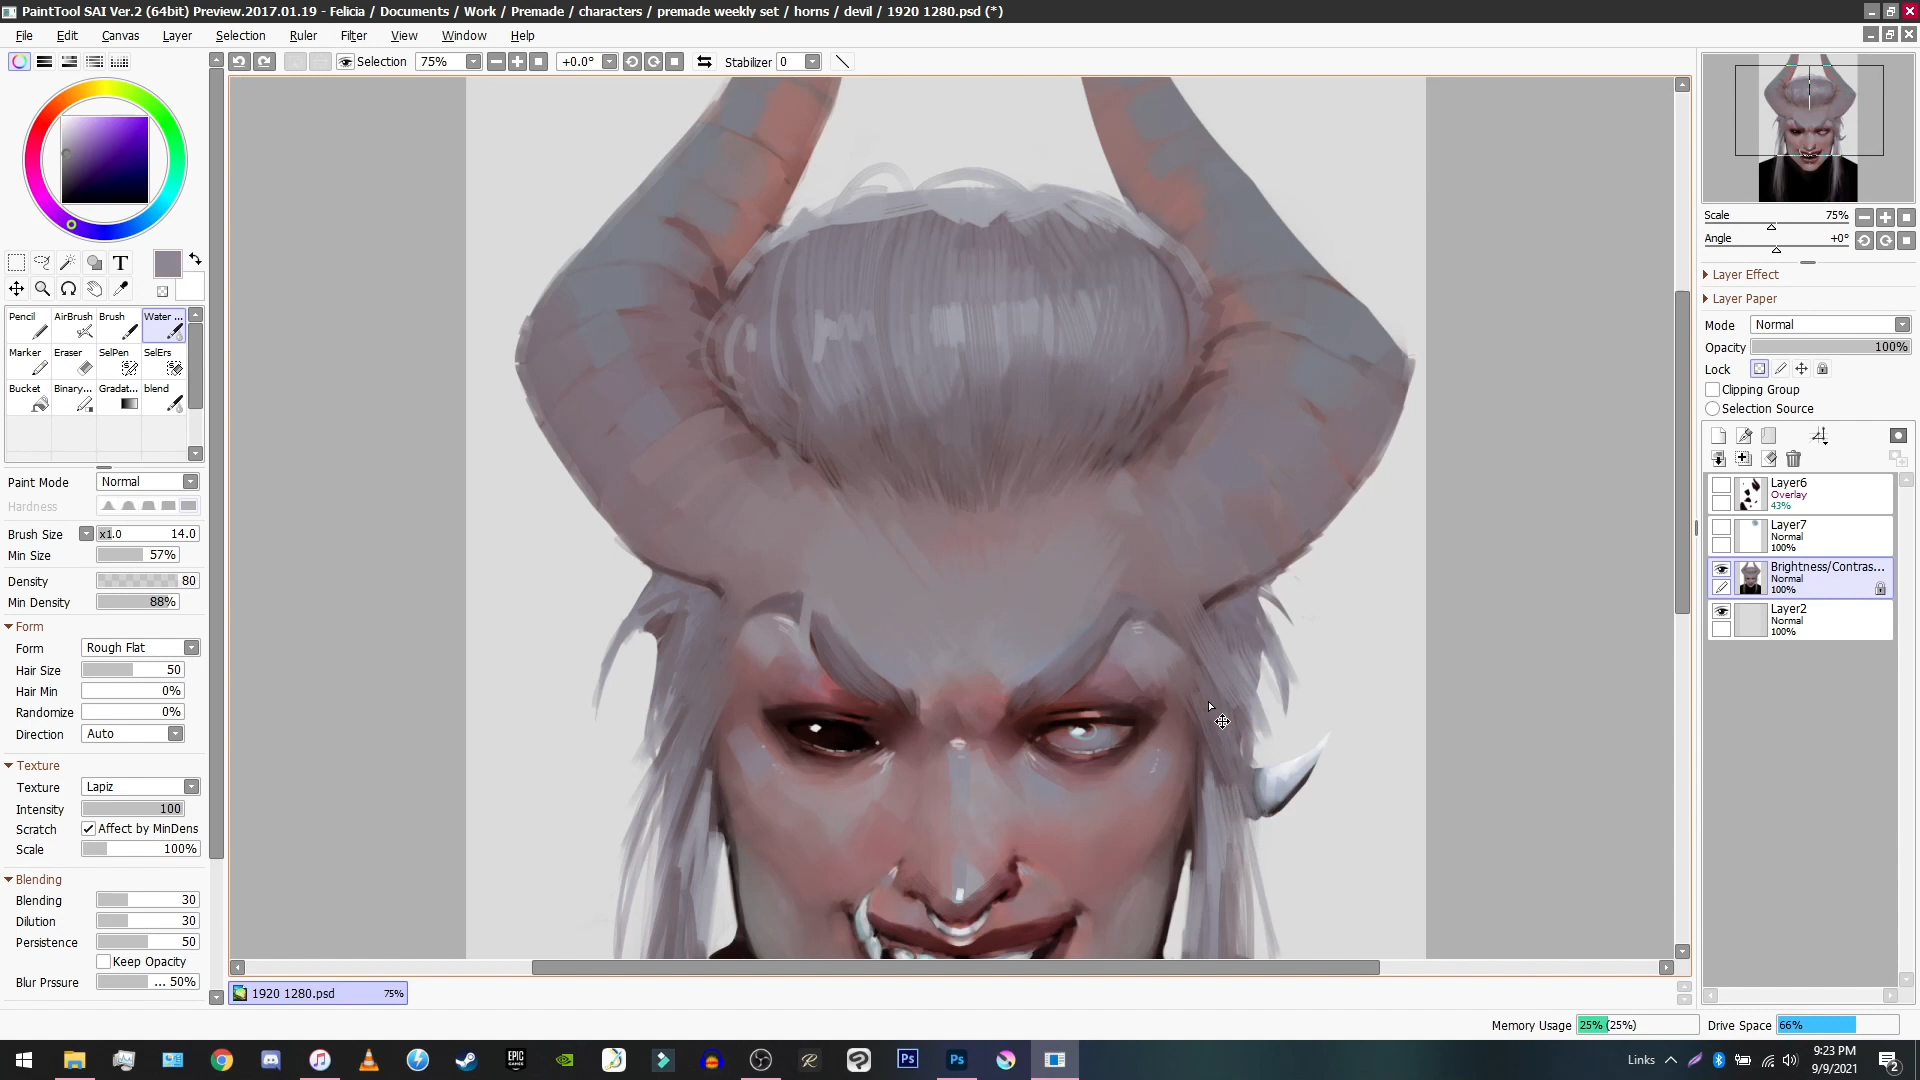 PaintTool SAI Ver.2 (64bit) Preview.2017.01.19 - Felicia / Documents / Work / Premade / characters / premade weekly set / horns / devil / 1920 1280.psd (*)
File Edit Canvas Layer Selection Ruler Filter View Window Help
Selection 75% +0.0° Stabilizer 0
Scale 75%
Angle +0°
Layer Effect
Layer Paper
Mode Normal
Opacity 100%
Lock
Clipping Group
Selection Source
Layer6
Overlay
43%
Layer7
Normal
100%
Brightness/Contras...
Normal
100%
Layer2
Normal
100%
T
Pencil AirBrush Brush Water ...
Marker Eraser SelPen SelErs
Bucket Binary... Gradat... blend
Paint Mode Normal
Hardness
Brush Size x1.0 14.0
Min Size 57%
Density 80
Min Density 88%
Form
Form Rough Flat
Hair Size 50
Hair Min 0%
Randomize 0%
Direction Auto
Texture
Texture Lapiz
Intensity 100
Scratch Affect by MinDens
Scale 100%
Blending
Blending 30
Dilution 30
Persistence 50
Keep Opacity
Blur Prssure ... 50%
1920 1280.psd 75%
Memory Usage 25% (25%) Drive Space 66%
EPIC GAMES
Ps Ps
Links
9:23 PM
9/9/2021
2